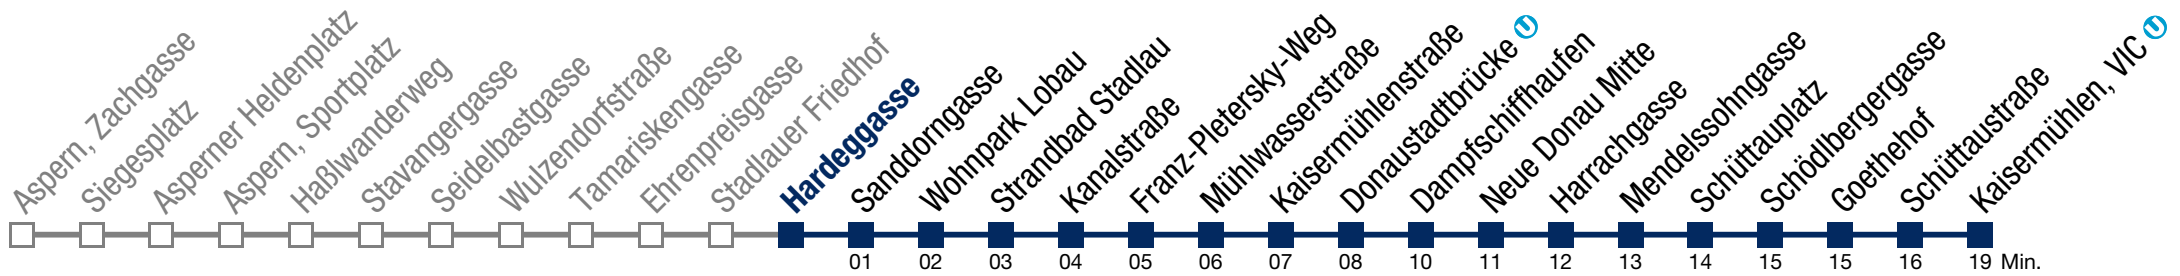 Aspern, Zachgasse
Siegesplatz
Asperner Heldenplatz
Aspern, Sportplatz
Haßlwanderweg
Stavangergasse
Seidelbastgasse
Wulzendorfstraße
Tamariskengasse
Ehrenpreisgasse
Stadlauer Friedhof
Hardeggasse
Sanddorngasse
Wohnpark Lobau
Strandbad Stadlau
Kanalstraße
Franz-Pletersky-Weg
Mühlwasserstraße
Kaisermühlenstraße
Donaustadtbrücke U
Dampfschiffhaufen
Neue Donau Mitte
Harrachgasse
Mendelssohngasse
Schüttauplatz
Schödlbergergasse
Goethehof
Schüttaustraße
Kaisermühlen, VIC U
01 02 03 04 05 06 07 08 10 11 12 13 14 15 15 16 19 Min.